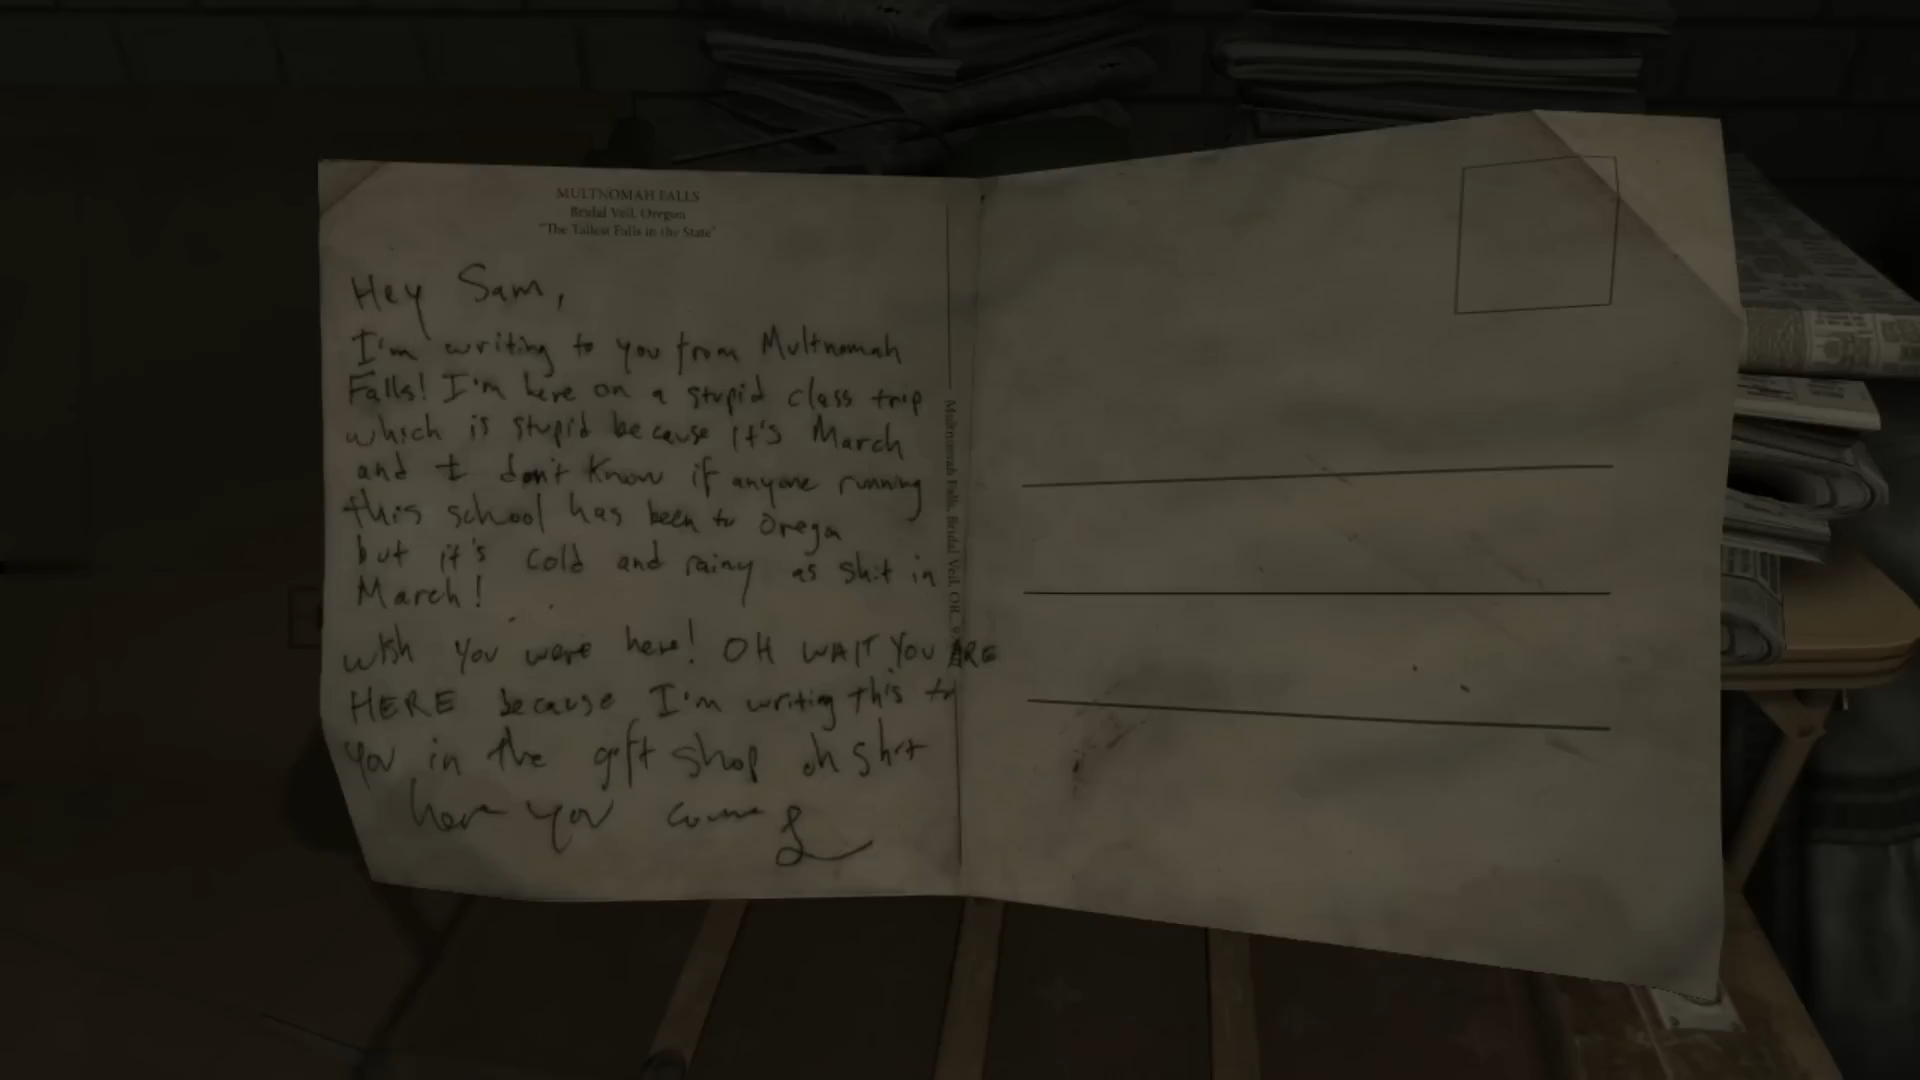 MULTNOMAH FALLS
Bridal Veil, Oregon
"The Tallest Falls in the State"
Hey Sam,
I'm writing to you from Multnomah
Falls! I'm here on a stupid class trip
which is stupid because it's March
and I don't know if anyone running
this school has been to Oregon
but it's cold and rainy as shit in
March!
wish you were here! OH WAIT YOU ARE
HERE because I'm writing this to
you in the gift shop oh shit
here you come
L
Multnomah Falls, Bridal Veil, OR